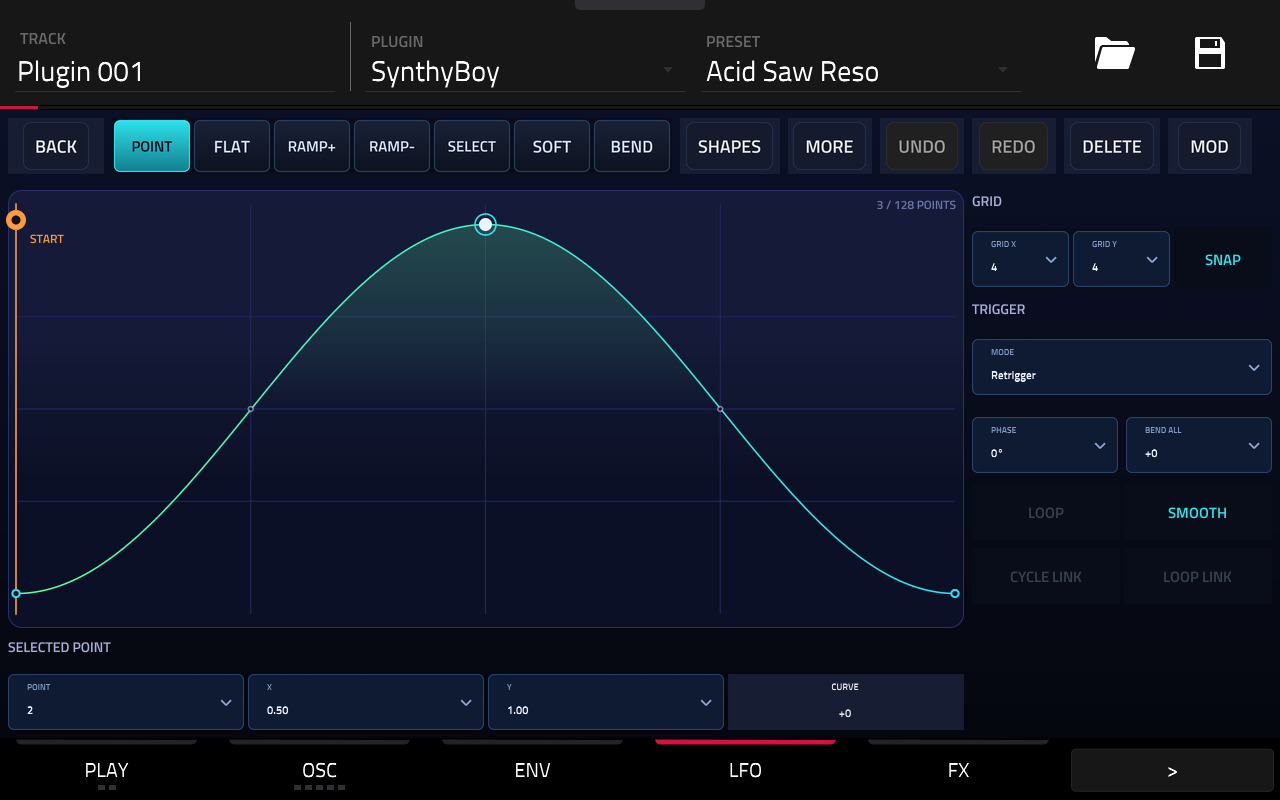 TRACK
Plugin 001
PLUGIN
SynthyBoy
PRESET
Acid Saw Reso
BACK
POINT
FLAT
RAMP+
RAMP-
SELECT
SOFT
BEND
SHAPES
MORE
UNDO
REDO
DELETE
MOD
3 / 128 POINTS
START
GRID
GRID X
4
GRID Y
4
SNAP
TRIGGER
MODE
Retrigger
PHASE
0°
BEND ALL
+0
LOOP
SMOOTH
CYCLE LINK
LOOP LINK
SELECTED POINT
POINT
2
X
0.50
Y
1.00
CURVE
+0
PLAY
OSC
ENV
LFO
FX
>